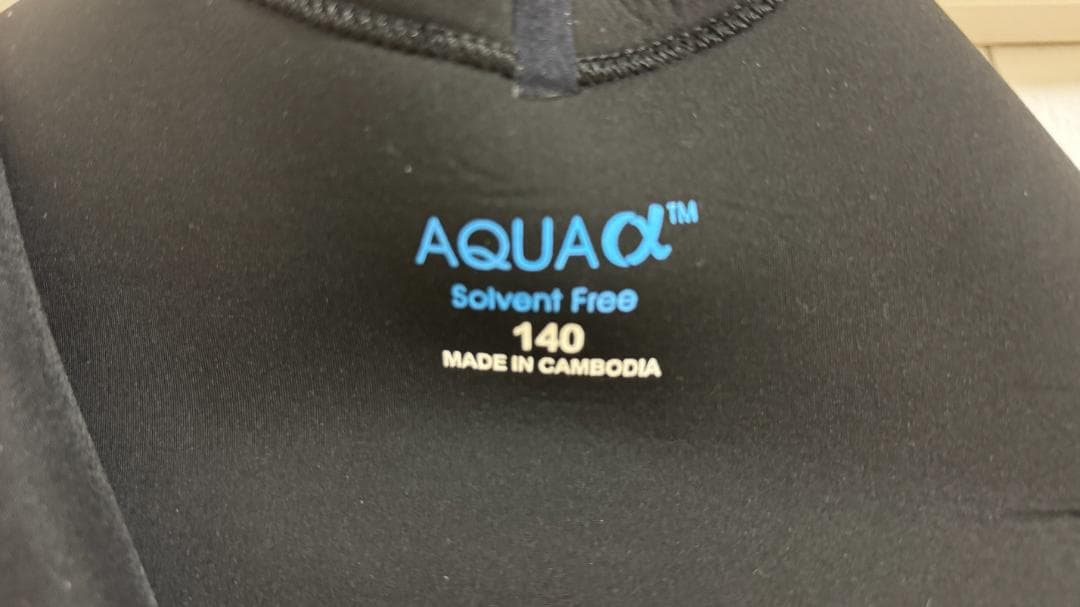 AQUAα™
Solvent Free
140
MADE IN CAMBODIA